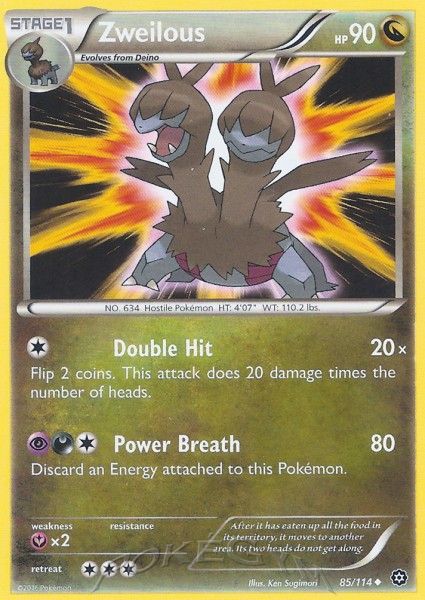 STAGE1
Zweilous
HP90
Evolves from Deino
NO. 634 Hostile Pokémon HT: 4'07" WT: 110.2 lbs.
Double Hit 20×
Flip 2 coins. This attack does 20 damage times the
number of heads.
Power Breath 80
Discard an Energy attached to this Pokémon.
weakness resistance
×2
After it has eaten up all the food in
its territory, it moves to another
area. Its two heads do not get along.
retreat
©2016 Pokémon
Illus. Ken Sugimori 85/114